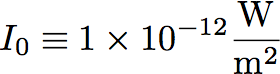 I₀ ≡ 1 × 10⁻¹² W/m²